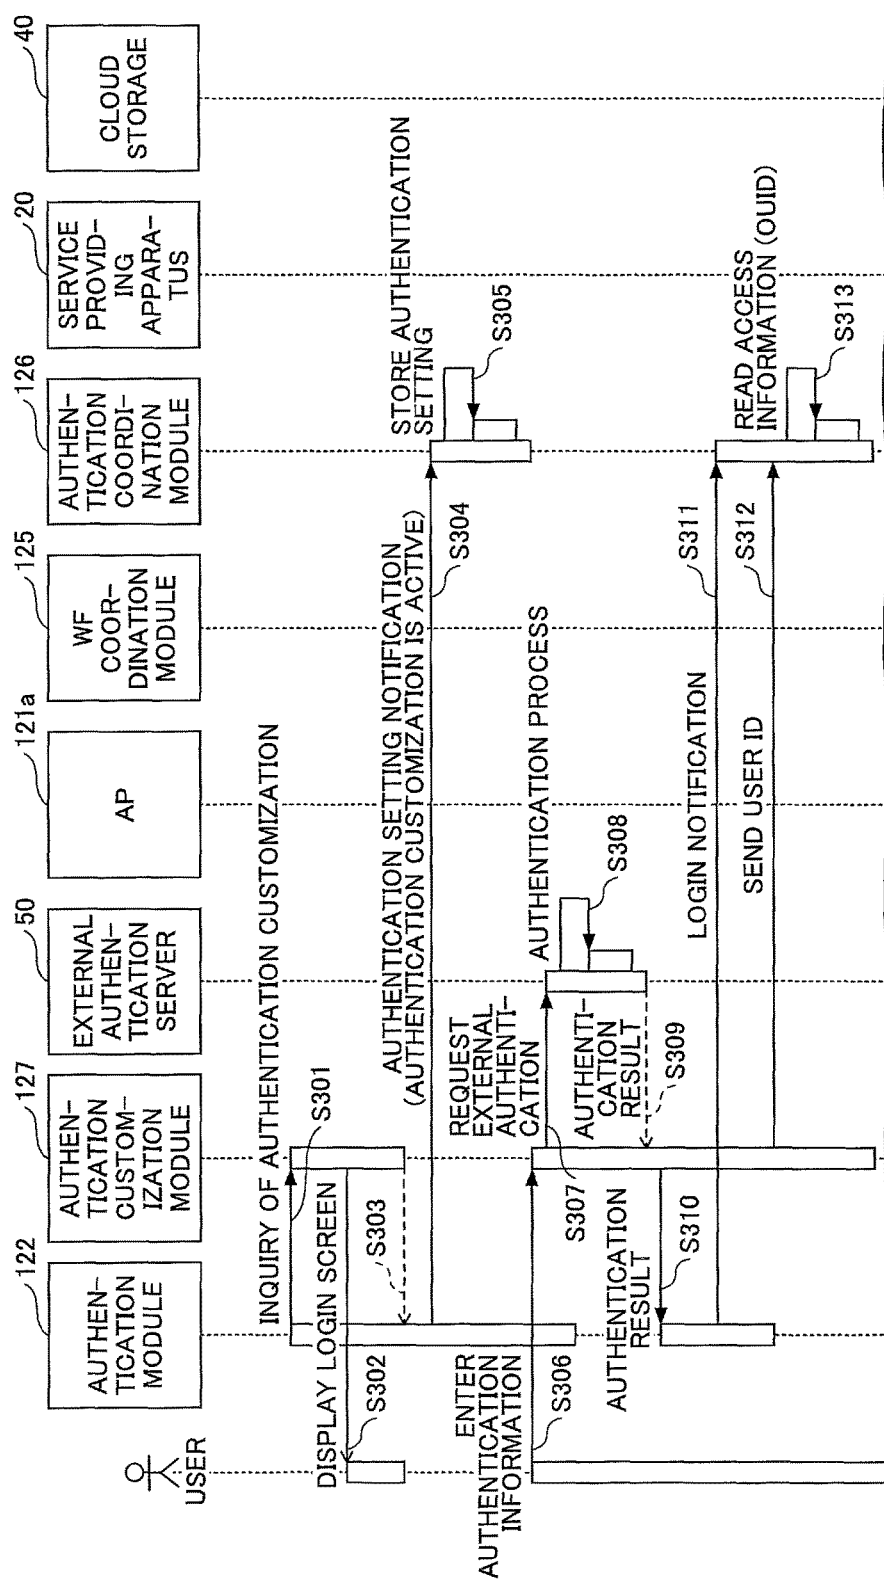 USER
122
AUTHEN-
TICATION
MODULE
127
AUTHEN-
TICATION
CUSTOM-
IZATION
MODULE
50
EXTERNAL
AUTHEN-
TICATION
SERVER
121a
AP
125
WF
COOR-
DINATION
MODULE
126
AUTHEN-
TICATION
COORDI-
NATION
MODULE
20
SERVICE
PROVID-
ING
APPARA-
TUS
40
CLOUD
STORAGE
INQUIRY OF AUTHENTICATION CUSTOMIZATION
S301
DISPLAY LOGIN SCREEN
S302
S303
AUTHENTICATION SETTING NOTIFICATION
(AUTHENTICATION CUSTOMIZATION IS ACTIVE)
S304
STORE AUTHENTICATION
SETTING
S305
ENTER
AUTHENTICATION
INFORMATION
S306
REQUEST
EXTERNAL
AUTHENTI-
CATION
S307
AUTHENTICATION PROCESS
S308
AUTHENTI-
CATION
RESULT
S309
AUTHENTICATION
RESULT
S310
LOGIN NOTIFICATION
S311
SEND USER ID
S312
READ ACCESS
INFORMATION (OUID)
S313